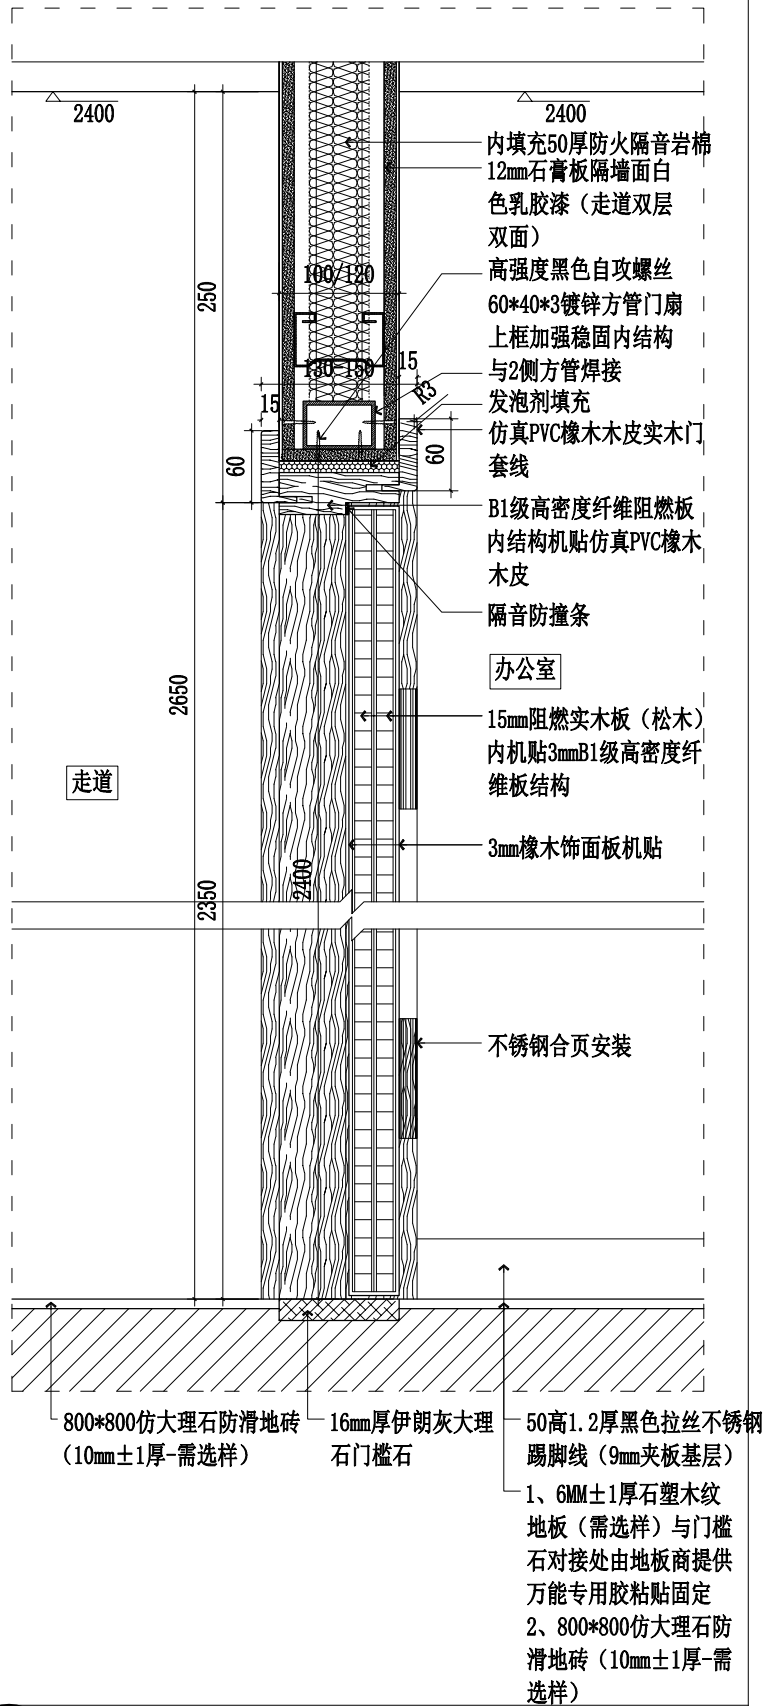 2400
2400
内填充50厚防火隔音岩棉
12mm石膏板隔墙面白
色乳胶漆（走道双层
双面）
100/120
250
高强度黑色自攻螺丝
60*40*3镀锌方管门扇
上框加强稳固内结构
与2侧方管焊接
130-150
15
15
R3
发泡剂填充
仿真PVC橡木木皮实木门
套线
60
60
B1级高密度纤维阻燃板
内结构机贴仿真PVC橡木
木皮
隔音防撞条
办公室
2650
15mm阻燃实木板（松木）
内机贴3mmB1级高密度纤
维板结构
走道
3mm橡木饰面板机贴
2400
2350
不锈钢合页安装
800*800仿大理石防滑地砖
（10mm±1厚-需选样）
16mm厚伊朗灰大理
石门槛石
50高1.2厚黑色拉丝不锈钢
踢脚线（9mm夹板基层）
1、6MM±1厚石塑木纹
地板（需选样）与门槛
石对接处由地板商提供
万能专用胶粘贴固定
2、800*800仿大理石防
滑地砖（10mm±1厚-需
选样）